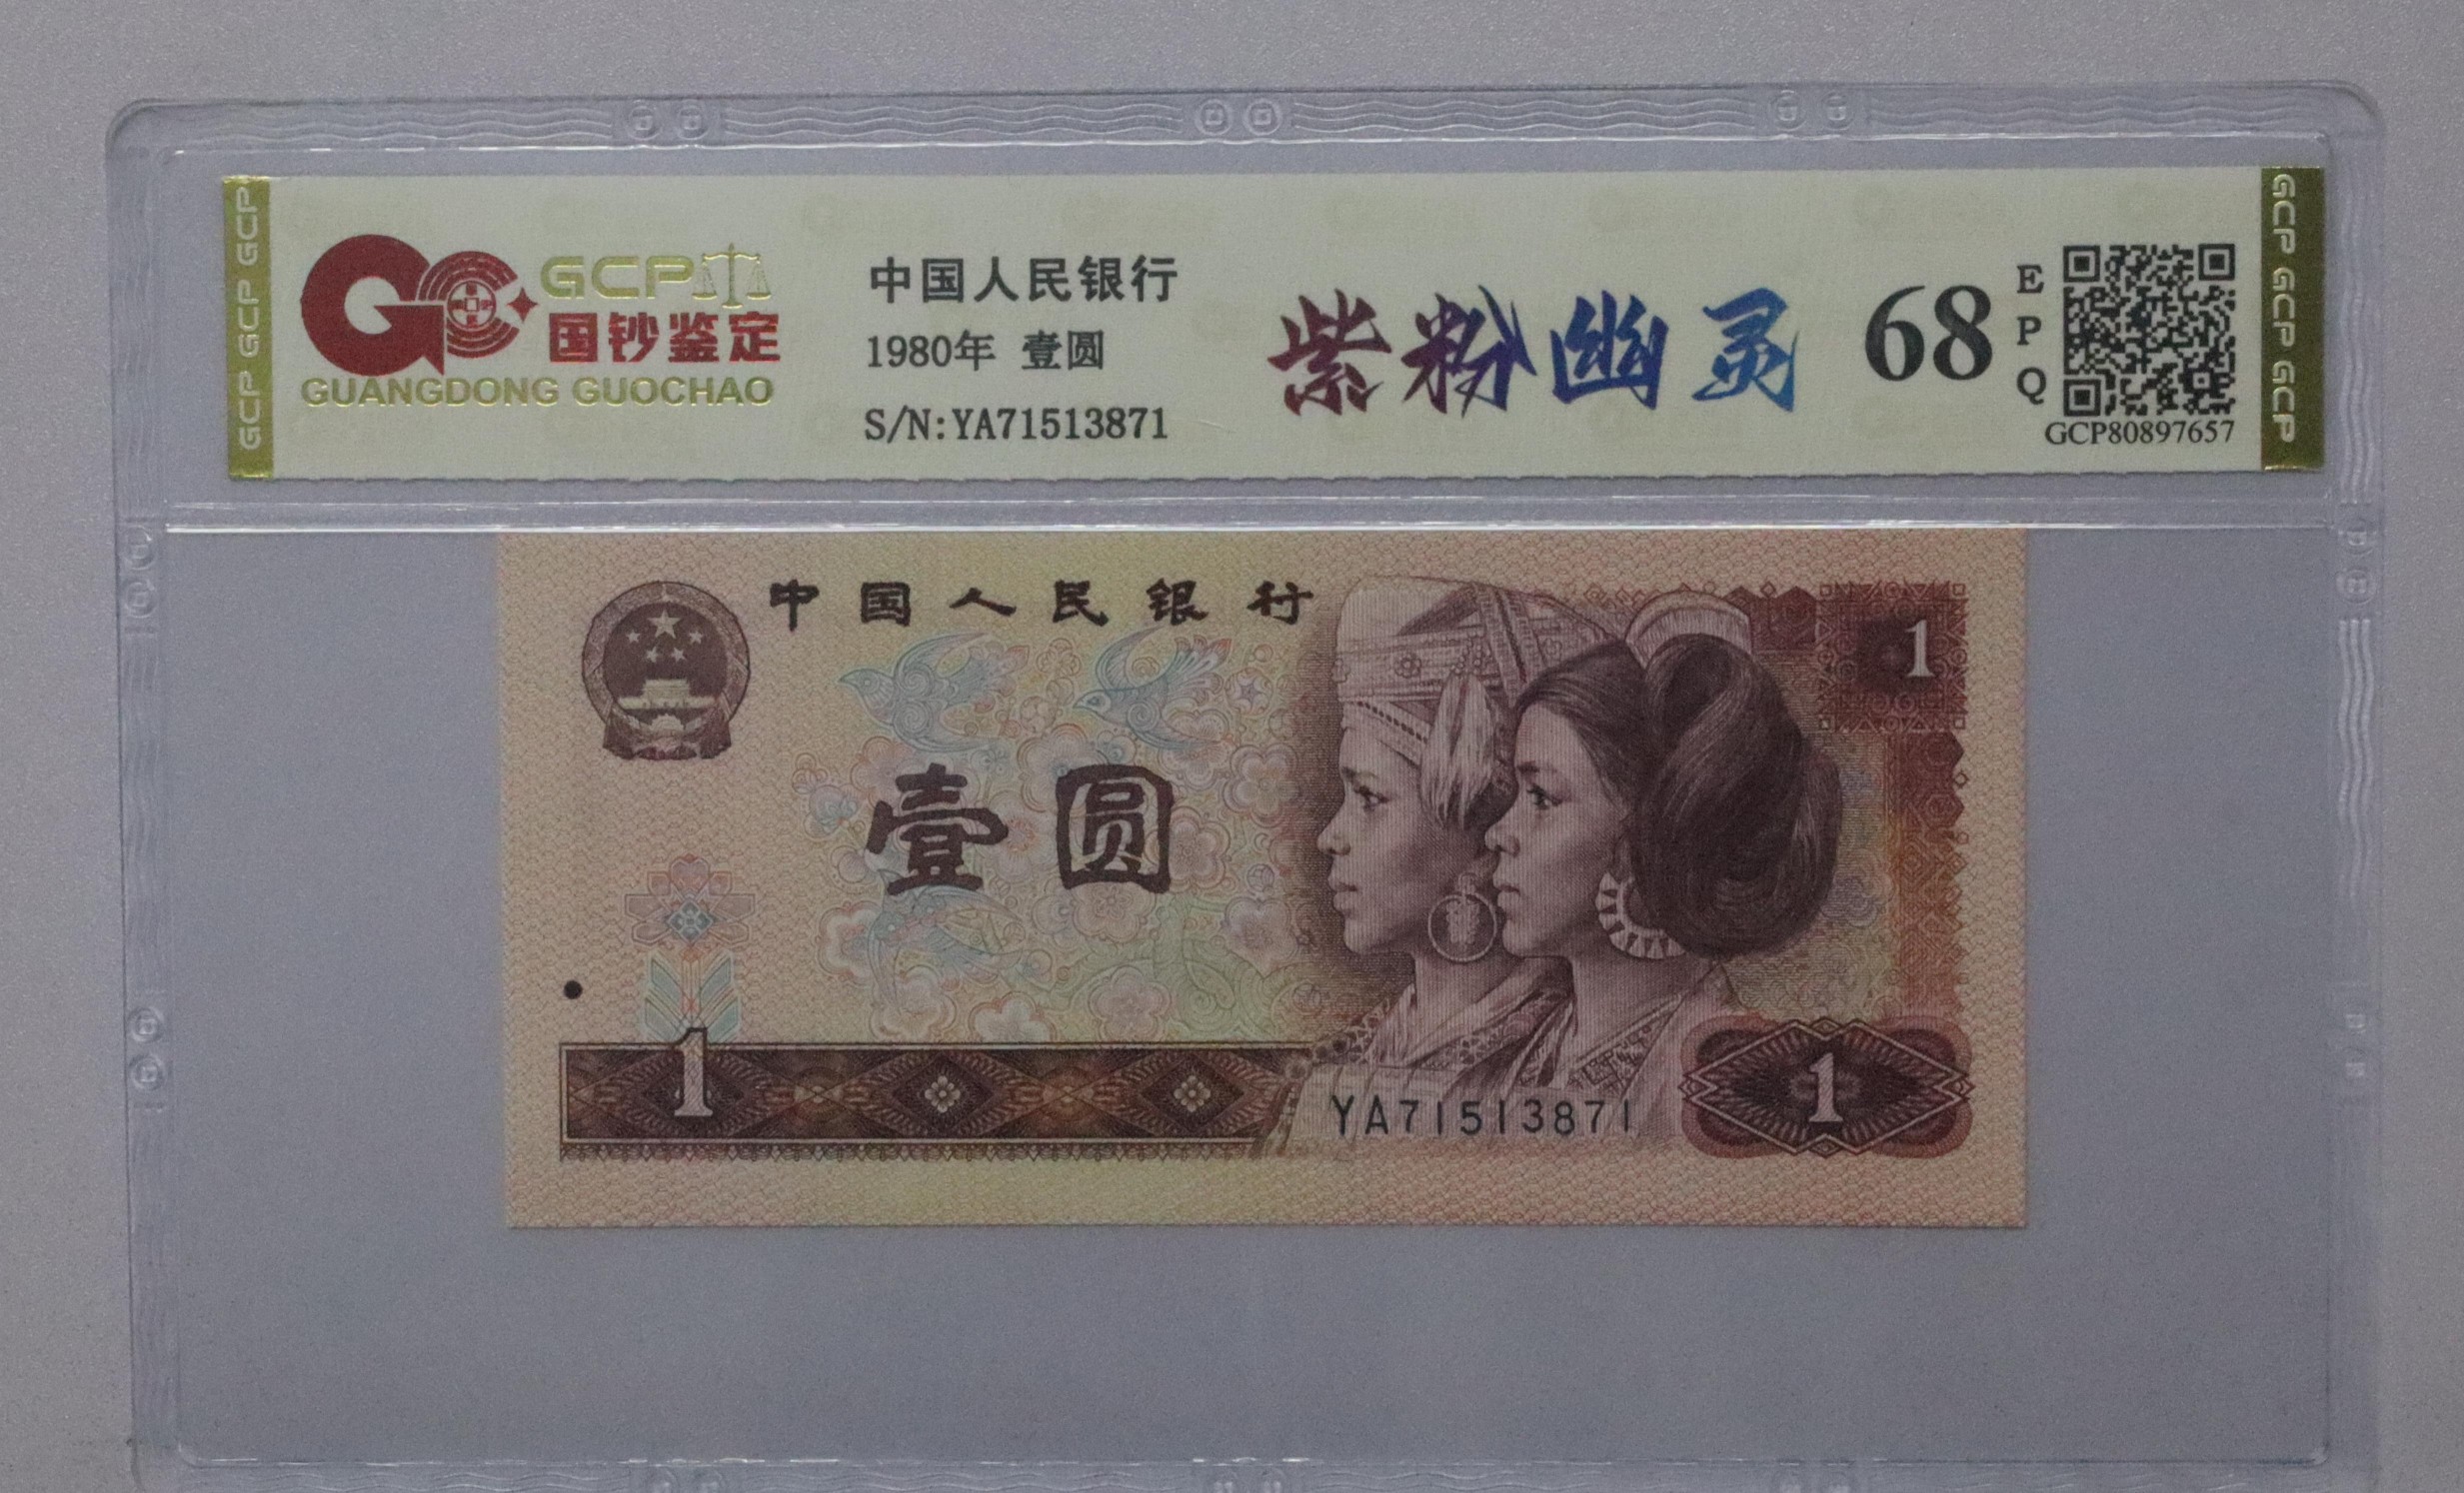 GCP GCP GCP
GCP
国钞鉴定
GUANGDONG GUOCHAO
中国人民银行
1980年 壹圆
S/N:YA71513871
紫粉幽灵
68
EPQ
GCP80897657
GCP GCP GCP
中国人民银行
1
壹圆
1
YA71513871
1